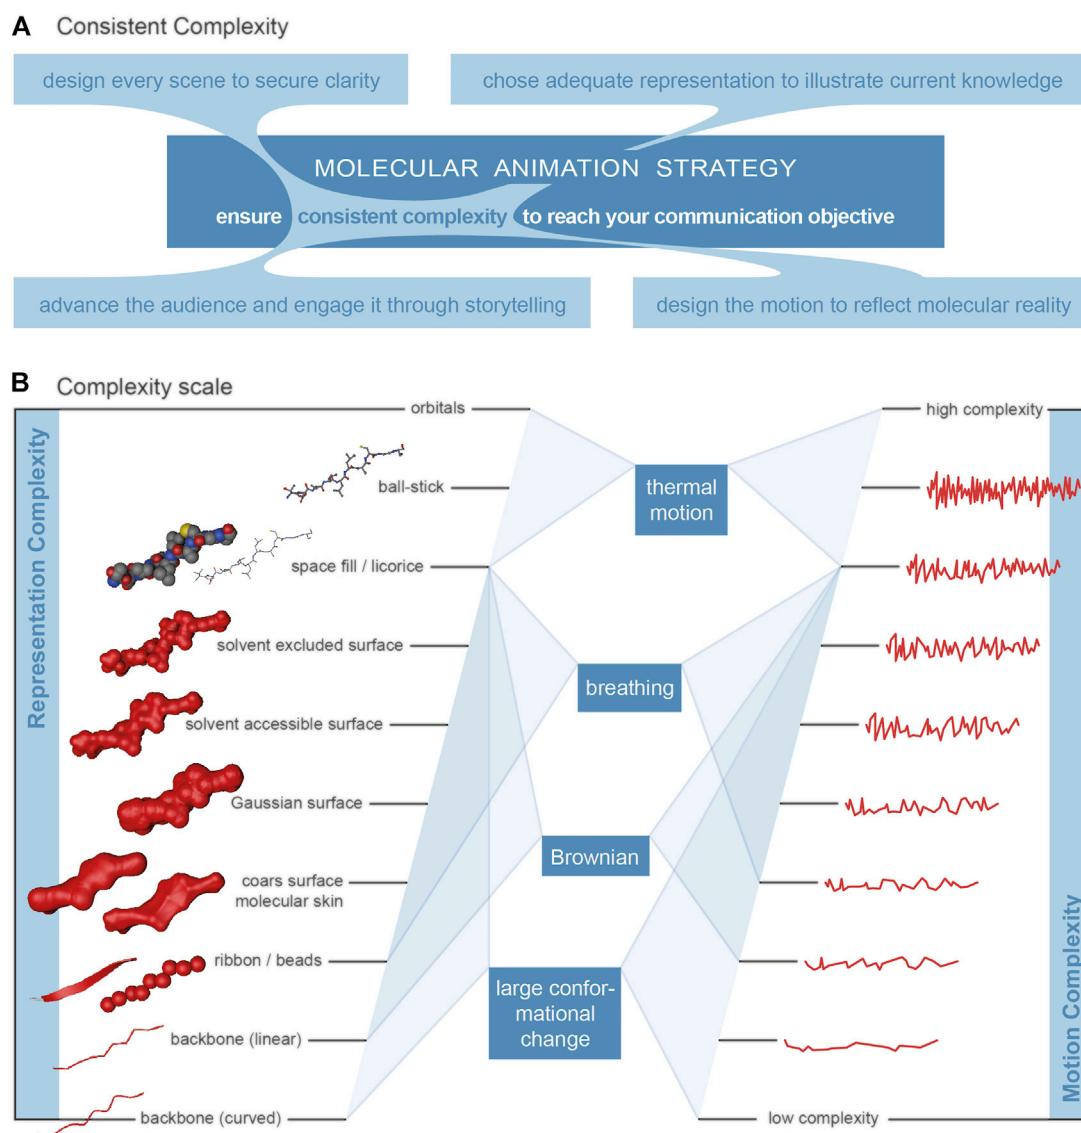 A Consistent Complexity
design every scene to secure clarity
chose adequate representation to illustrate current knowledge
MOLECULAR ANIMATION STRATEGY
ensure consistent complexity to reach your communication objective
advance the audience and engage it through storytelling
design the motion to reflect molecular reality
B Complexity scale
Representation Complexity
orbitals
ball-stick
space fill / licorice
solvent excluded surface
solvent accessible surface
Gaussian surface
coars surface
molecular skin
ribbon / beads
backbone (linear)
backbone (curved)
thermal
motion
breathing
Brownian
large confor-
mational
change
high complexity
low complexity
Motion Complexity